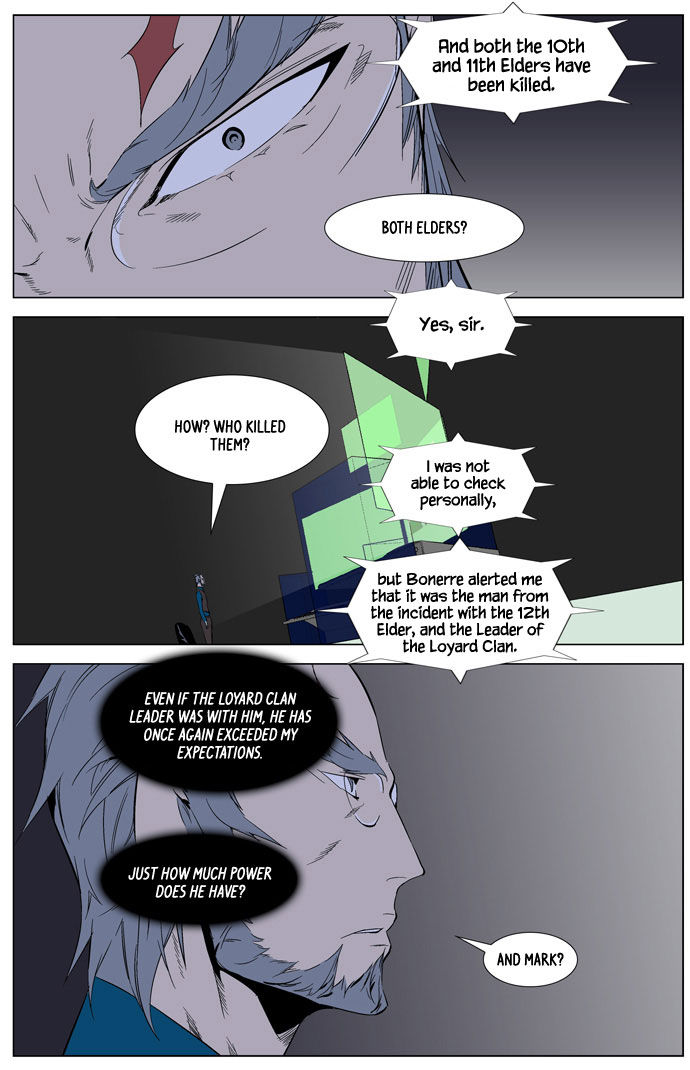 And both the 10th
and 11th Elders have
been killed.
BOTH ELDERS?
Yes, sir.
HOW? WHO KILLED
THEM?
I was not
able to check
personally,
but Bonerre alerted me
that it was the man from
the incident with the 12th
Elder, and the Leader of
the Loyard Clan.
EVEN IF THE LOYARD CLAN
LEADER WAS WITH HIM, HE HAS
ONCE AGAIN EXCEEDED MY
EXPECTATIONS.
JUST HOW MUCH POWER
DOES HE HAVE?
AND MARK?